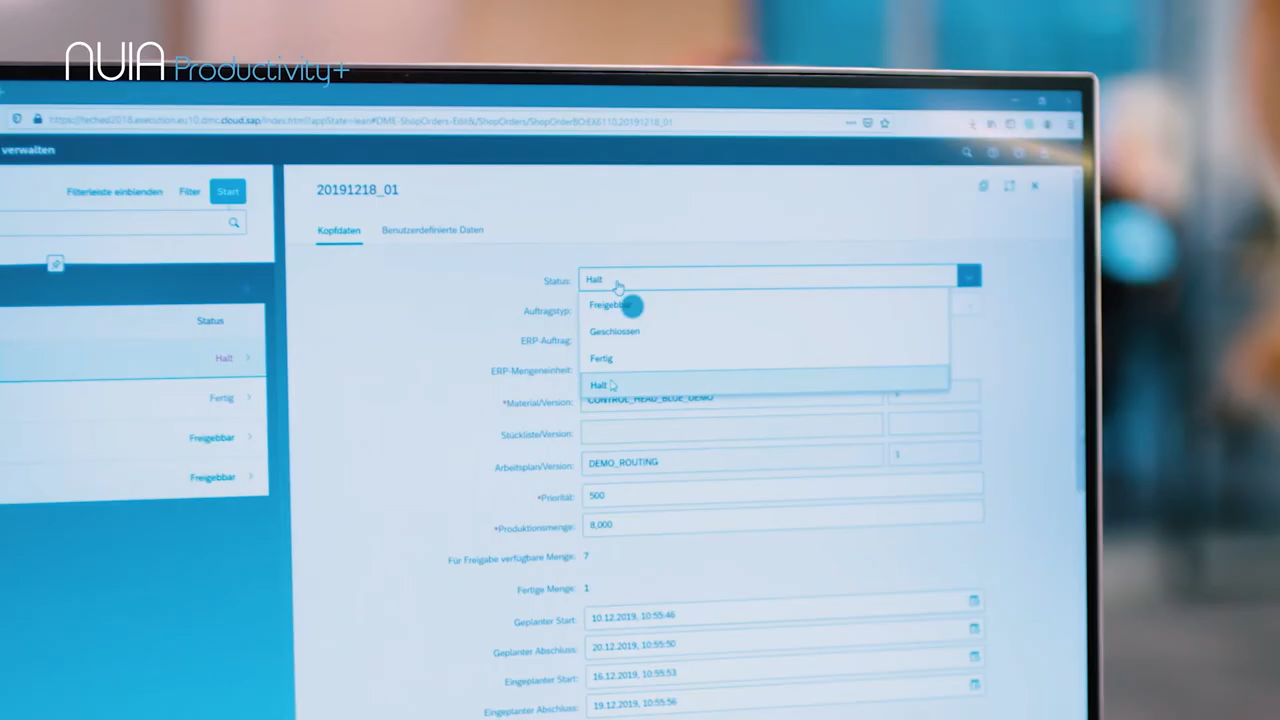 NUIA Productivity+
verwalten
Filterleiste einblenden Filter Start
Status
Halt
Fertig
Freigebbar
Freigebbar
20191218_01
Kopfdaten Benutzerdefinierte Daten
Status: Halt
Freigebbar
Geschlossen
Fertig
Halt
Auftragstyp:
ERP-Auftrag:
ERP-Mengeneinheit:
*Material/Version: CONTROL_HEAD_BLUE_DEMO
Stückliste/Version:
Arbeitsplan/Version: DEMO_ROUTING 1
*Priorität: 500
*Produktionsmenge: 8,000
Für Freigabe verfügbare Menge: 7
Fertige Menge: 1
Geplanter Start: 10.12.2019, 10:55:46
Geplanter Abschluss: 20.12.2019, 10:55:50
Eingeplanter Start: 16.12.2019, 10:55:53
Eingeplanter Abschluss: 19.12.2019, 10:55:56